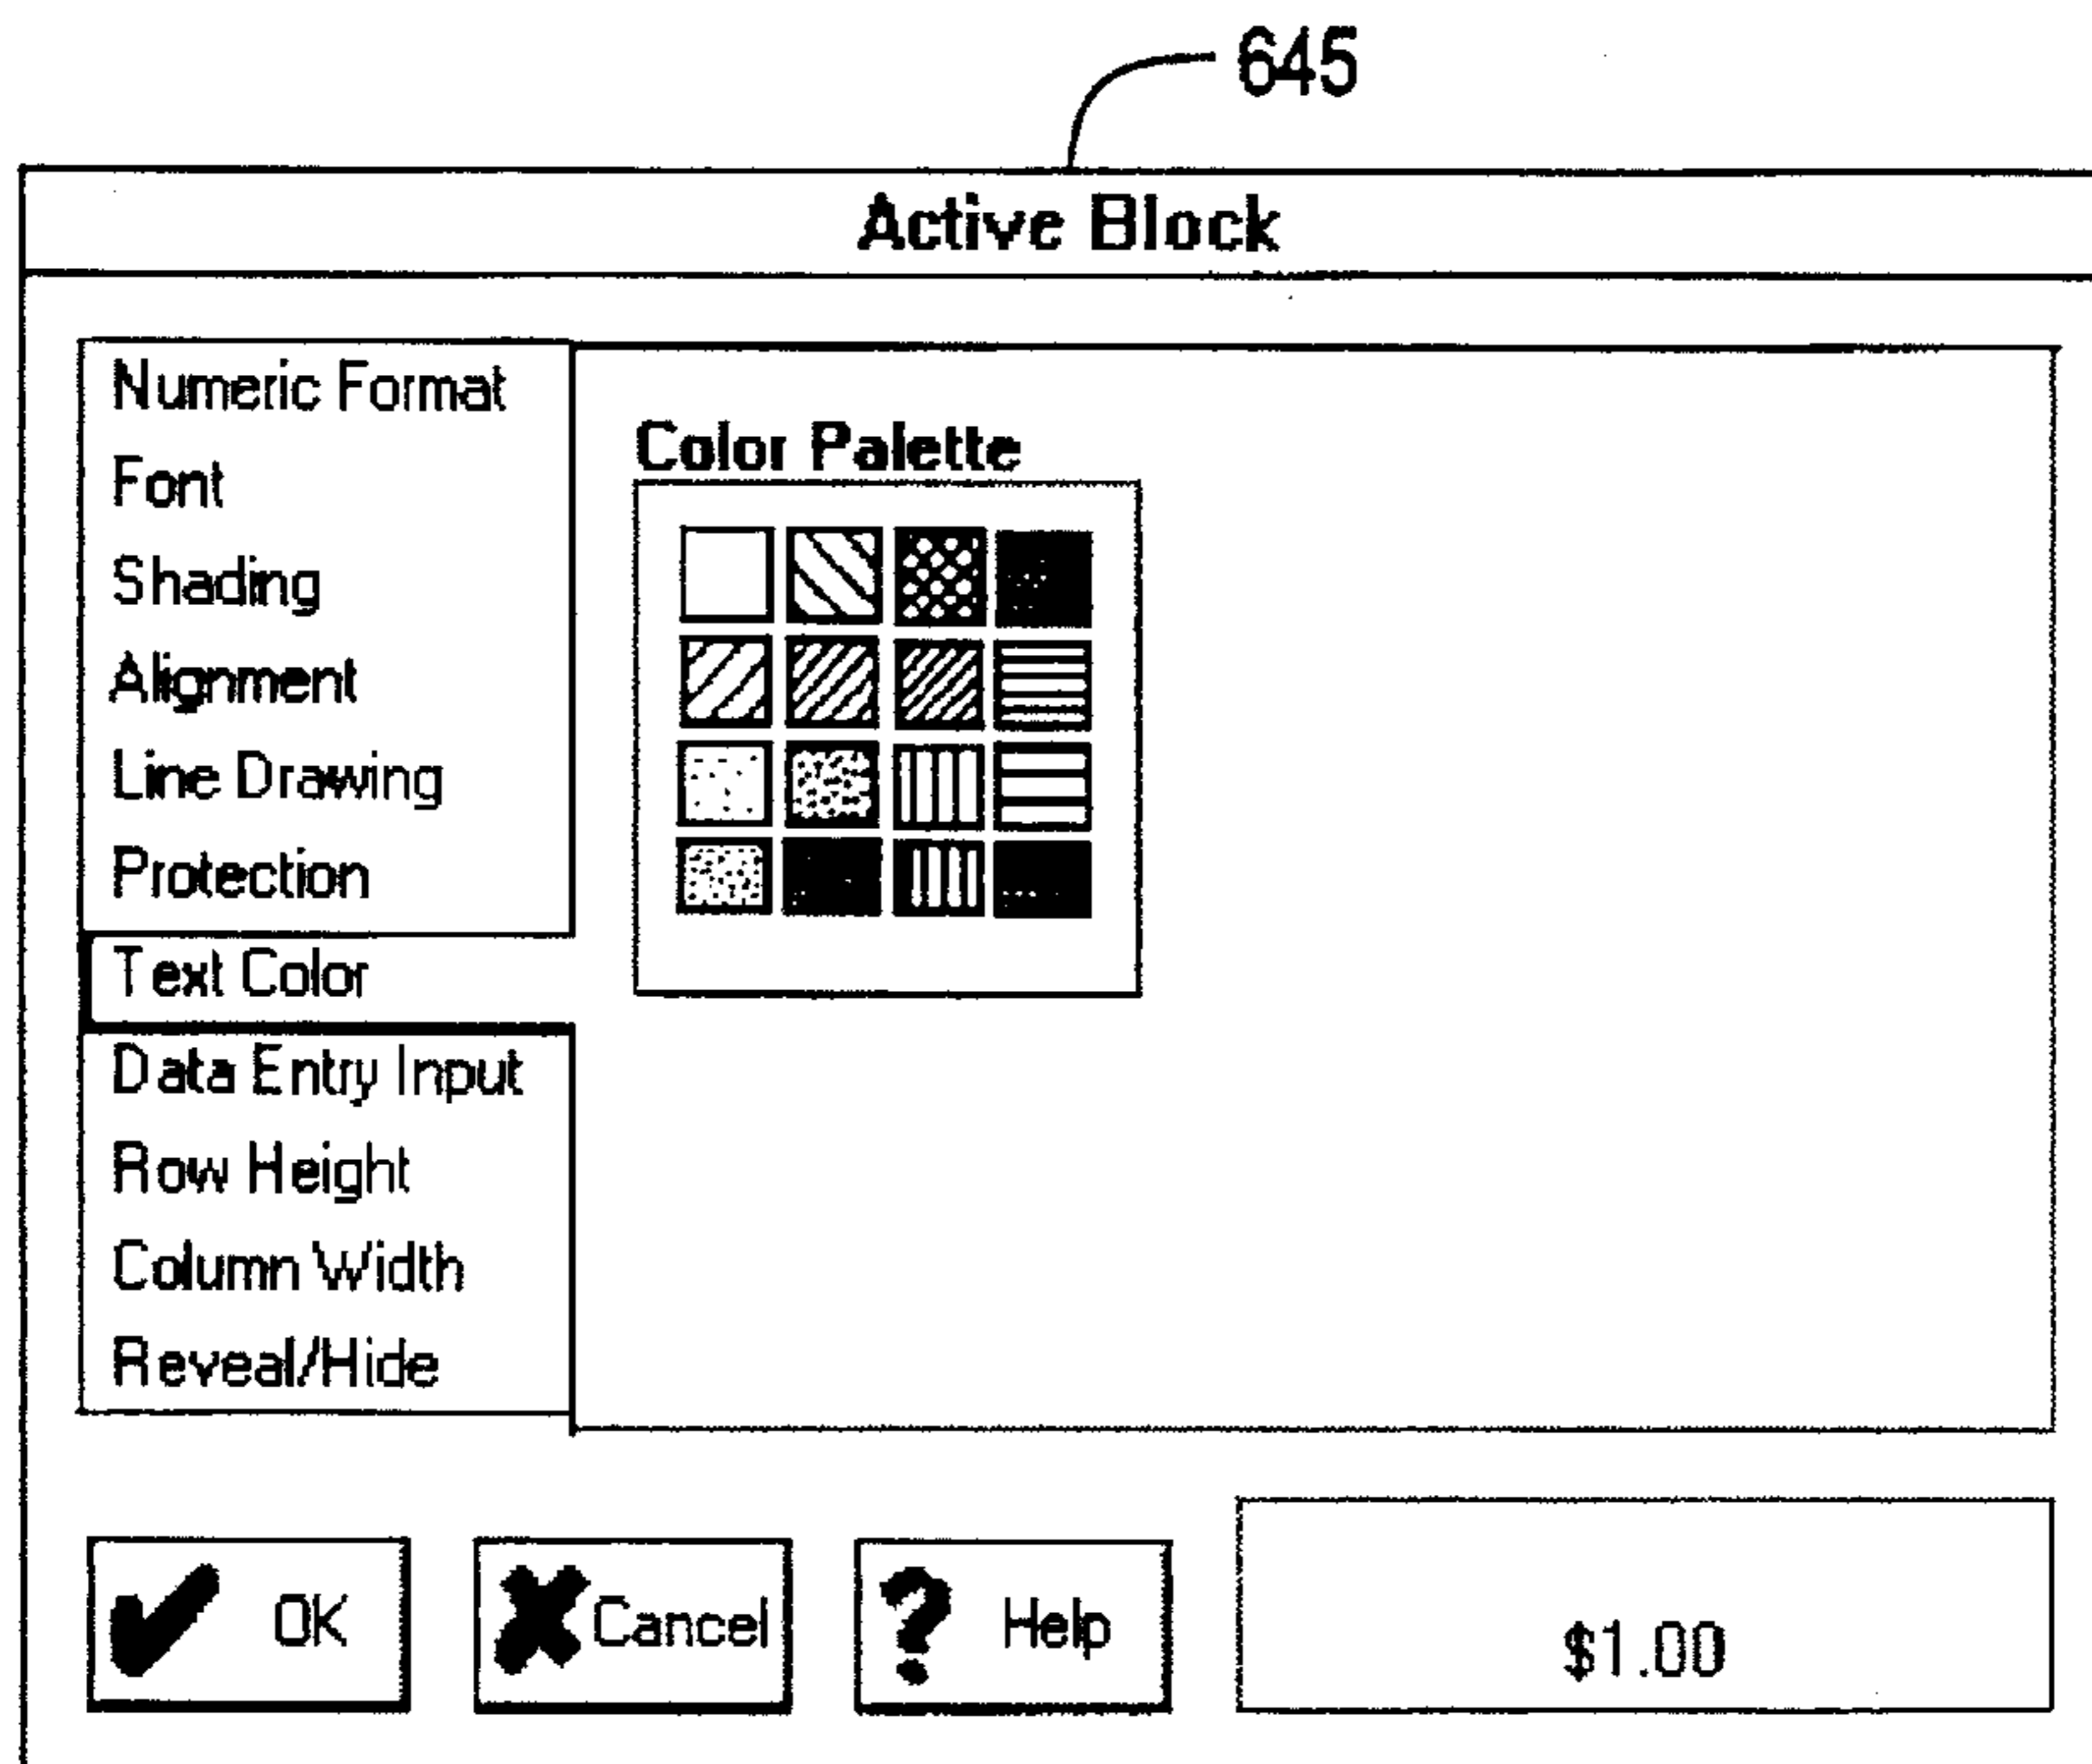 645
Active Block
Numeric Format
Font
Shading
Alignment
Line Drawing
Protection
Text Color
Data Entry Input
Row Height
Column Width
Reveal/Hide
Color Palette
OK
Cancel
? Help
$1.00